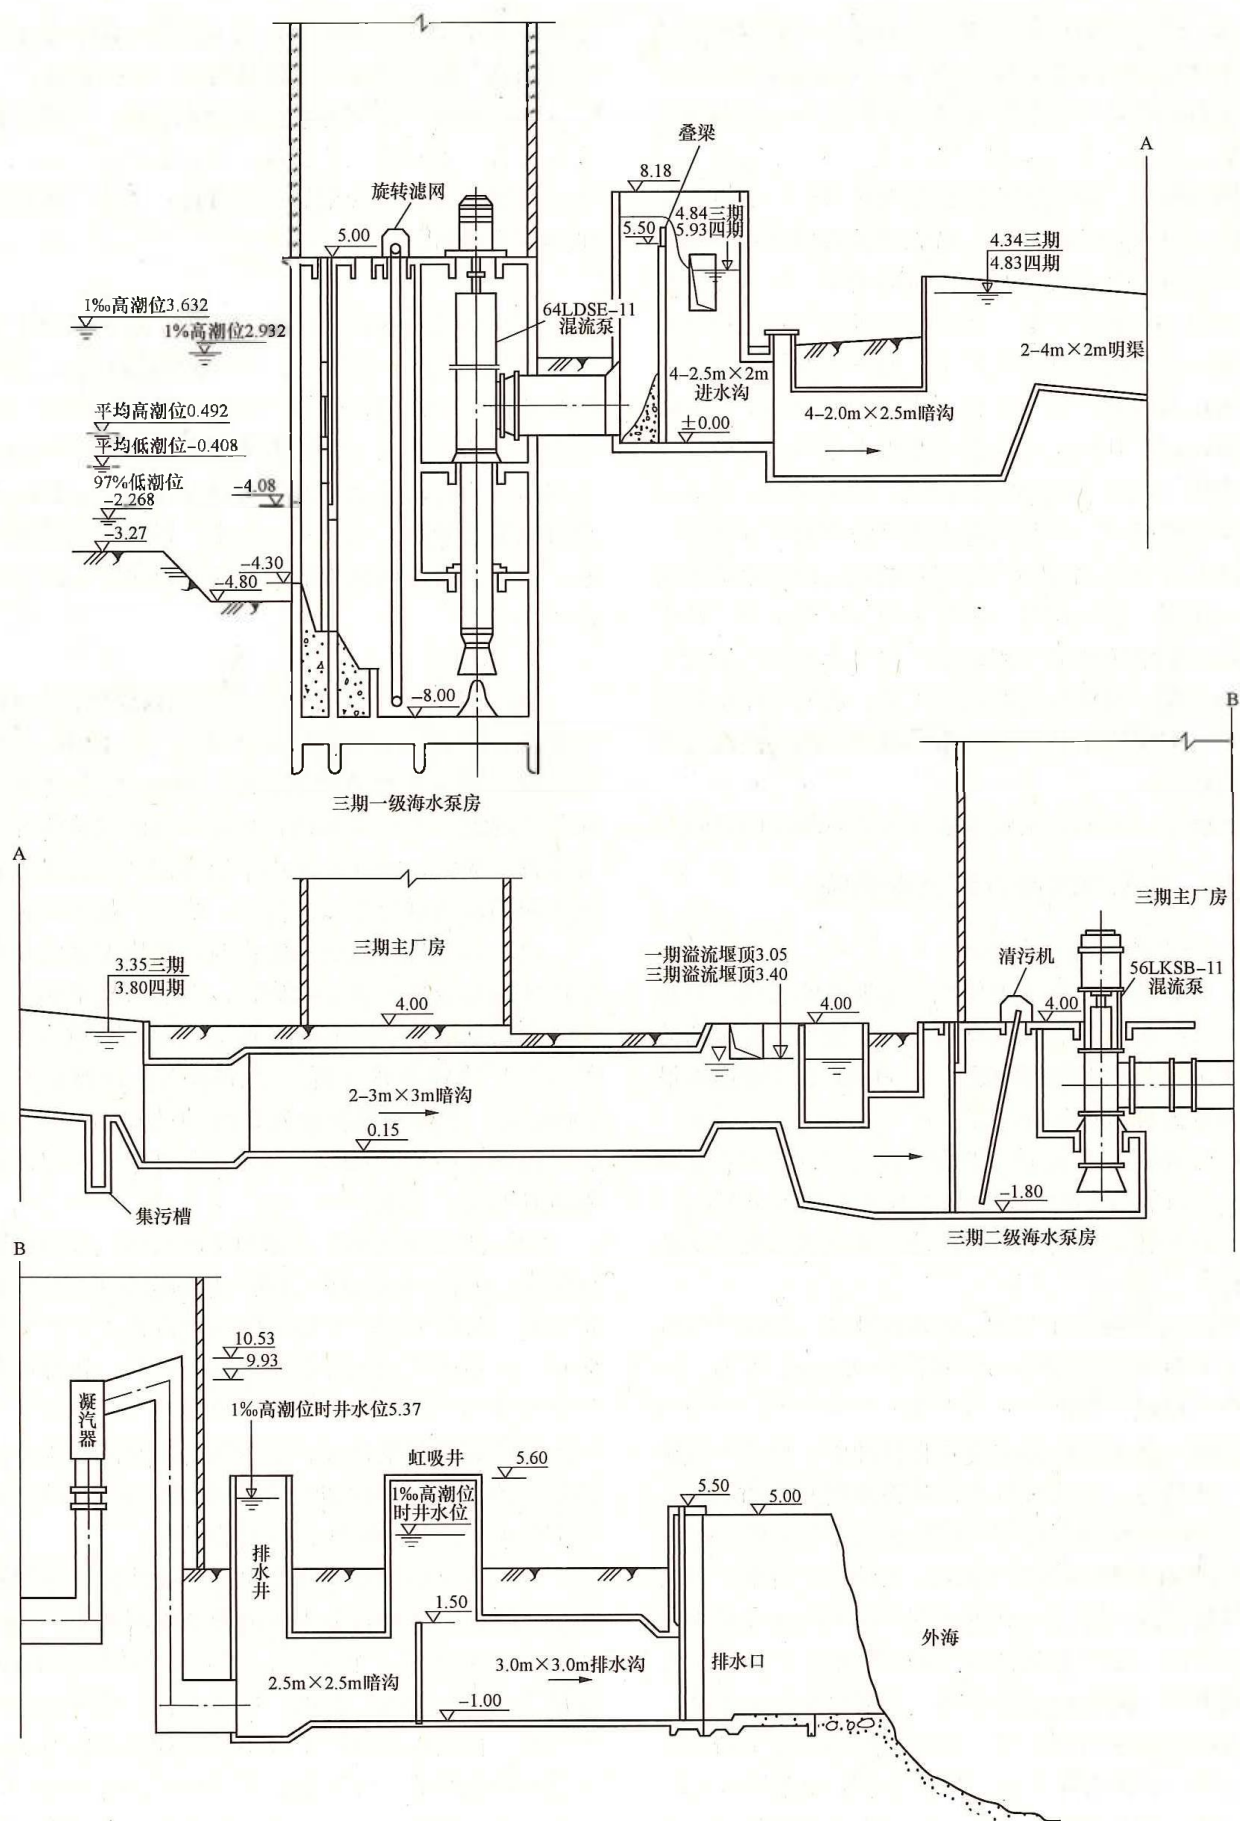 叠梁
A
8.18
旋转滤网
4.84三期
5.93四期
5.50
5.00
4.34三期
4.83四期
1‰高潮位3.632
1%高潮位2.932
64LDSE-11
混流泵
2-4m×2m明渠
4-2.5m×2m
进水沟
平均高潮位0.492
4-2.0m×2.5m暗沟
±0.00
平均低潮位-0.408
97%低潮位
-2.268
-4.08
-3.27
-4.30
-4.80
-8.00
B
三期一级海水泵房
A
三期主厂房
三期主厂房
一期溢流堰顶3.05
三期溢流堰顶3.40
清污机
3.35三期
3.80四期
56LKSB-11
混流泵
4.00
4.00
4.00
2-3m×3m暗沟
0.15
-1.80
集污槽
三期二级海水泵房
B
10.53
9.93
凝汽器
1‰高潮位时井水位5.37
虹吸井
5.60
1‰高潮位
时井水位
5.50
5.00
排水井
1.50
外海
2.5m×2.5m暗沟
3.0m×3.0m排水沟
排水口
-1.00